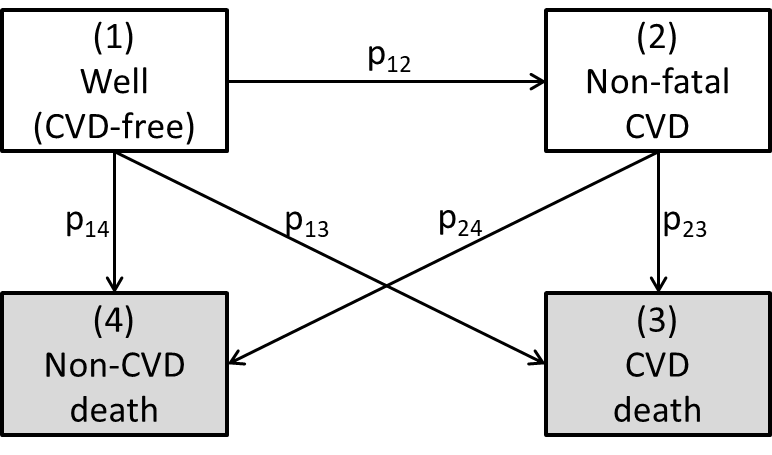 (1)
Well
(CVD-free)
p₁₂
(2)
Non-fatal
CVD
p₁₄
p₁₃
p₂₄
p₂₃
(4)
Non-CVD
death
(3)
CVD
death